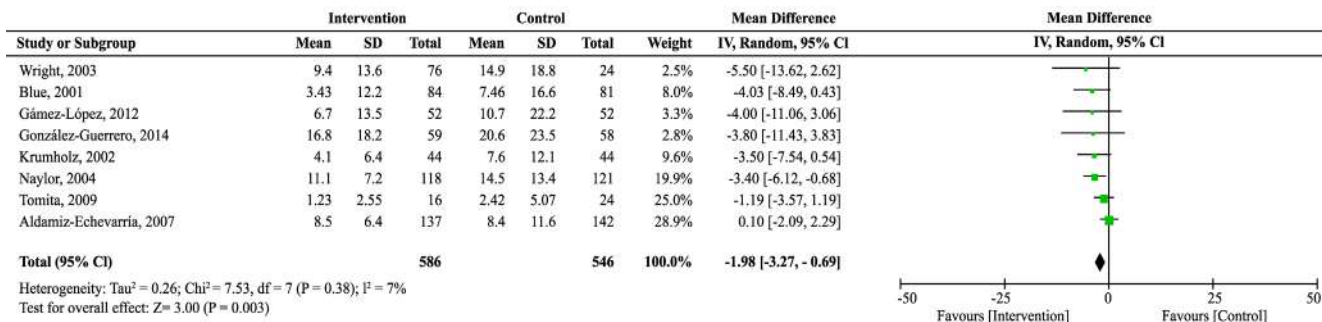 Intervention Control Mean Difference Mean Difference
Study or Subgroup Mean SD Total Mean SD Total Weight IV, Random, 95% CI IV, Random, 95% CI
Wright, 2003 9.4 13.6 76 14.9 18.8 24 2.5% -5.50 [-13.62, 2.62]
Blue, 2001 3.43 12.2 84 7.46 16.6 81 8.0% -4.03 [-8.49, 0.43]
Gámez-López, 2012 6.7 13.5 52 10.7 22.2 52 3.3% -4.00 [-11.06, 3.06]
González-Guerrero, 2014 16.8 18.2 59 20.6 23.5 58 2.8% -3.80 [-11.43, 3.83]
Krumholz, 2002 4.1 6.4 44 7.6 12.1 44 9.6% -3.50 [-7.54, 0.54]
Naylor, 2004 11.1 7.2 118 14.5 13.4 121 19.9% -3.40 [-6.12, -0.68]
Tomita, 2009 1.23 2.55 16 2.42 5.07 24 25.0% -1.19 [-3.57, 1.19]
Aldamiz-Echevarría, 2007 8.5 6.4 137 8.4 11.6 142 28.9% 0.10 [-2.09, 2.29]
Total (95% CI) 586 546 100.0% -1.98 [-3.27, - 0.69]
Heterogeneity: Tau² = 0.26; Chi² = 7.53, df = 7 (P = 0.38); I² = 7%
Test for overall effect: Z= 3.00 (P = 0.003)
-50 -25 0 25 50
Favours [Intervention] Favours [Control]